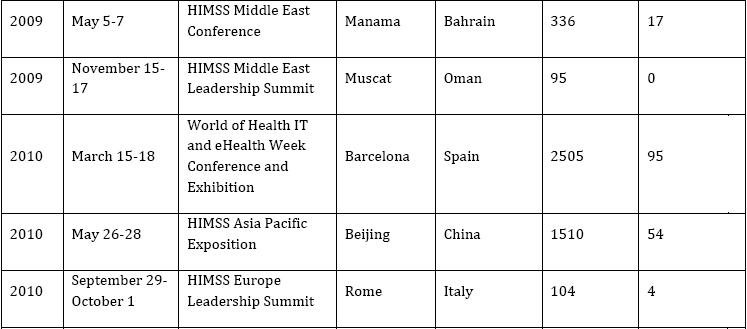 2009 May 5-7 HIMSS Middle East Conference Manama Bahrain 336 17
2009 November 15-17 HIMSS Middle East Leadership Summit Muscat Oman 95 0
2010 March 15-18 World of Health IT and eHealth Week Conference and Exhibition Barcelona Spain 2505 95
2010 May 26-28 HIMSS Asia Pacific Exposition Beijing China 1510 54
2010 September 29-October 1 HIMSS Europe Leadership Summit Rome Italy 104 4